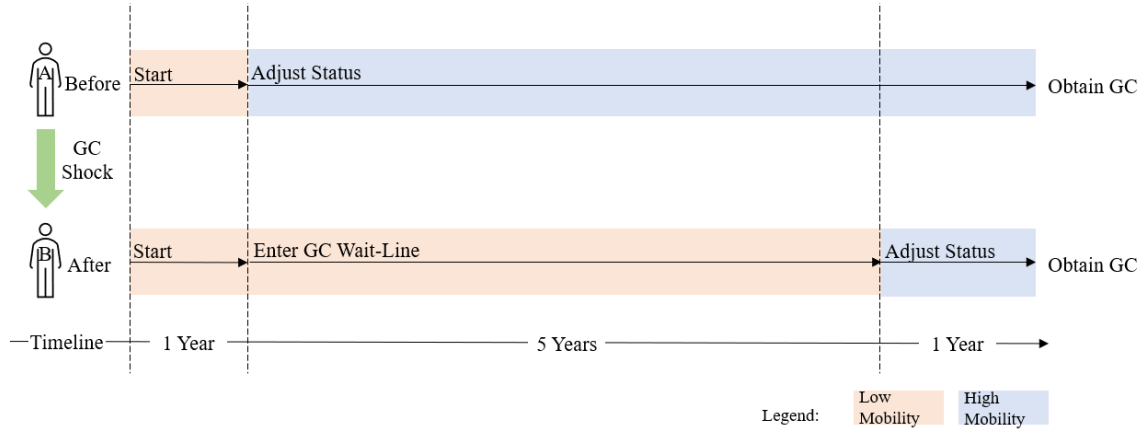 A Before
Start
Adjust Status
Obtain GC
GC
Shock
B After
Start
Enter GC Wait-Line
Adjust Status
Obtain GC
Timeline
1 Year
5 Years
1 Year
Legend:
Low
Mobility
High
Mobility